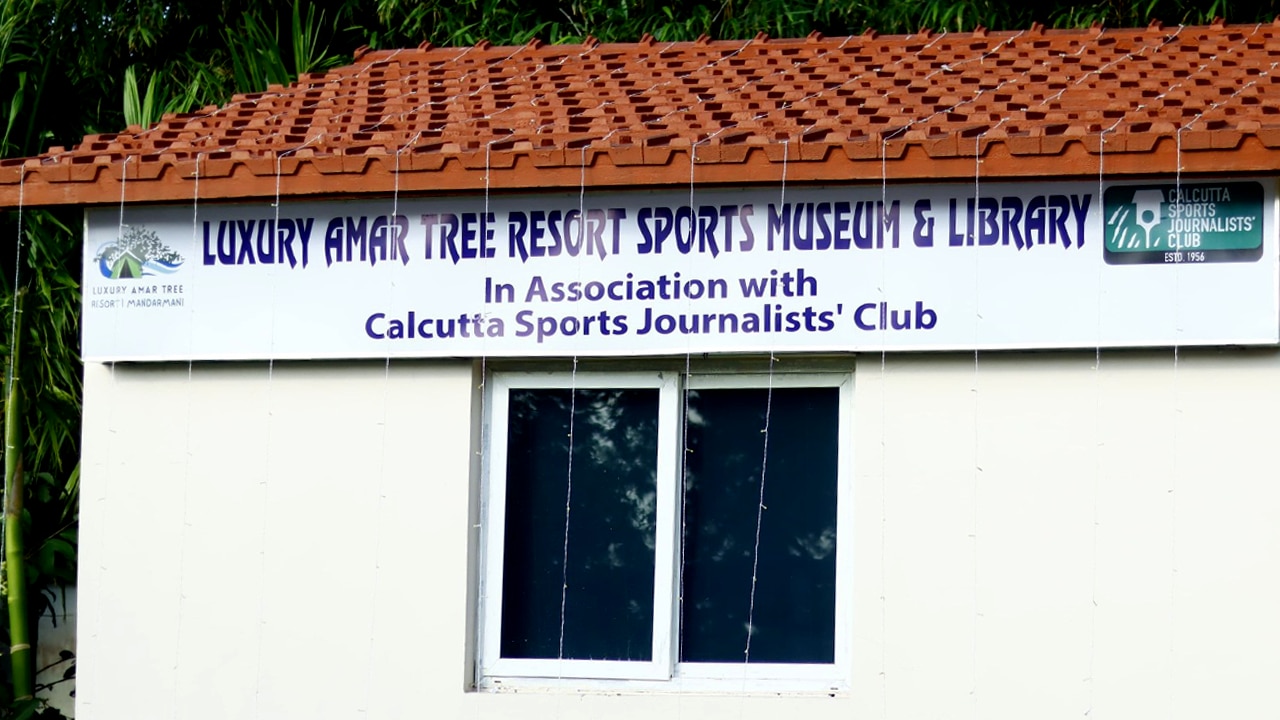 LUXURY AMAR TREE RESORT SPORTS MUSEUM & LIBRARY
In Association with
Calcutta Sports Journalists' Club
LUXURY AMAR TREE
RESORT | MANDARMANI
CALCUTTA
SPORTS
JOURNALISTS'
CLUB
ESTD. 1956